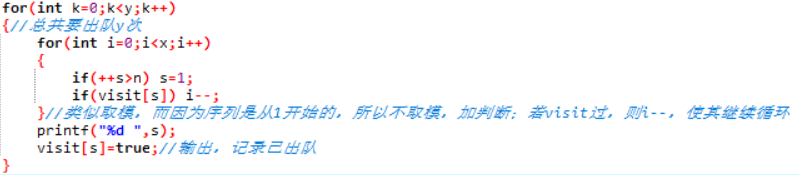 for(int k=0;k<y;k++)
{//总共要出队y次
for(int i=0;i<x;i++)
{
if(++s>n) s=1;
if(visit[s]) i--;
}//类似取模，而因为序列是从1开始的，所以不取模，加判断；若visit过，则i--，使其继续循环
printf("%d ",s);
visit[s]=true;//输出，记录已出队
}